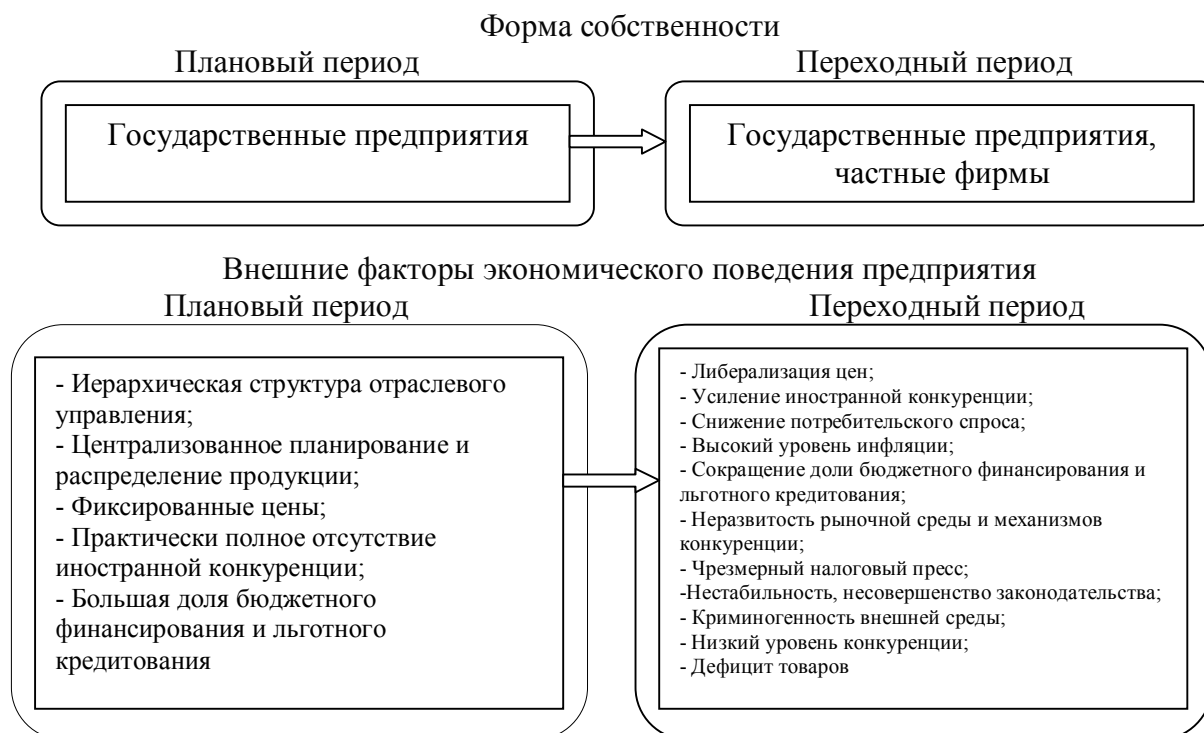 Форма собственности
Плановый период
Переходный период
Государственные предприятия
Государственные предприятия,
частные фирмы
Внешние факторы экономического поведения предприятия
Плановый период
Переходный период
- Иерархическая структура отраслевого
управления;
- Централизованное планирование и
распределение продукции;
- Фиксированные цены;
- Практически полное отсутствие
иностранной конкуренции;
- Большая доля бюджетного
финансирования и льготного
кредитования
- Либерализация цен;
- Усиление иностранной конкуренции;
- Снижение потребительского спроса;
- Высокий уровень инфляции;
- Сокращение доли бюджетного финансирования и
льготного кредитования;
- Неразвитость рыночной среды и механизмов
конкуренции;
- Чрезмерный налоговый пресс;
-Нестабильность, несовершенство законодательства;
- Криминогенность внешней среды;
- Низкий уровень конкуренции;
- Дефицит товаров